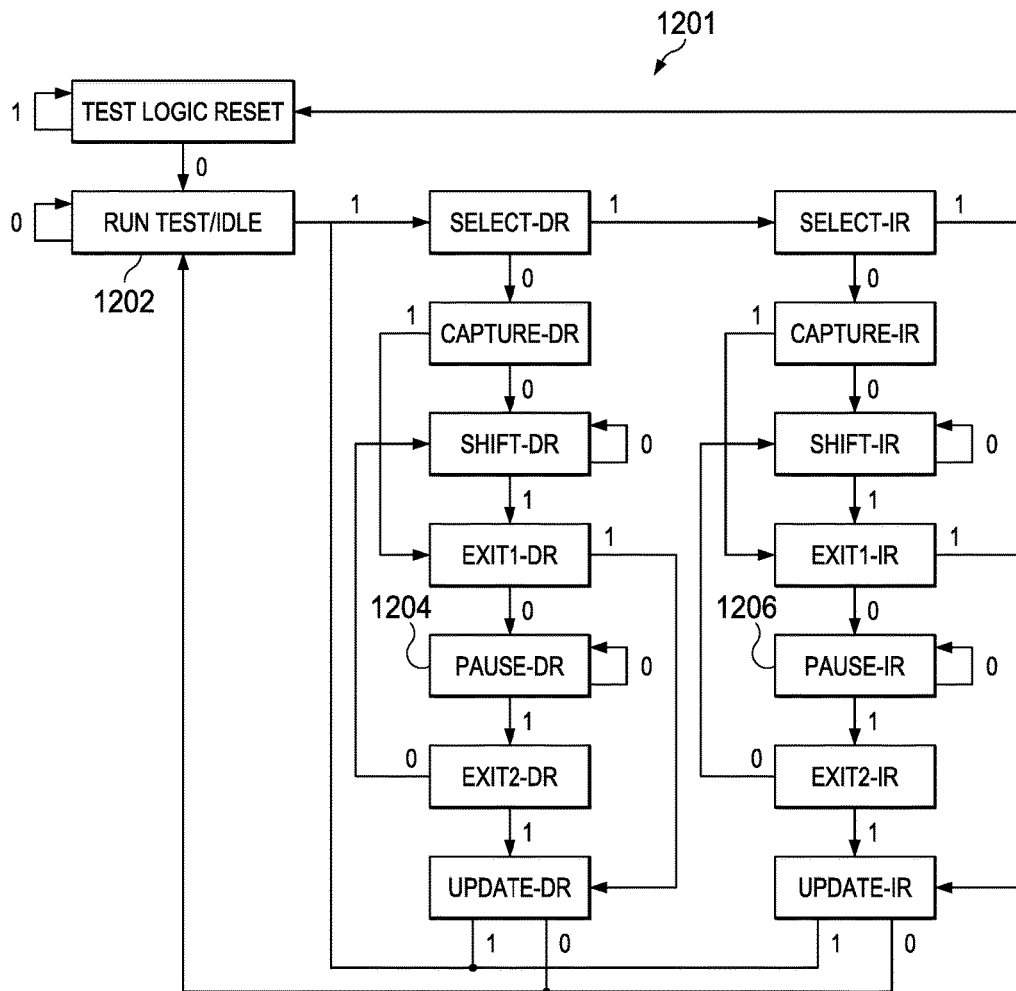 1201
TEST LOGIC RESET
1
0
RUN TEST/IDLE
0
1
SELECT-DR
1
SELECT-IR
1
1202
0
0
1
CAPTURE-DR
1
CAPTURE-IR
0
0
SHIFT-DR
0
SHIFT-IR
0
1
1
EXIT1-DR
1
EXIT1-IR
1
1204
0
1206
0
PAUSE-DR
0
PAUSE-IR
0
1
1
0
EXIT2-DR
0
EXIT2-IR
1
1
UPDATE-DR
UPDATE-IR
1
0
1
0